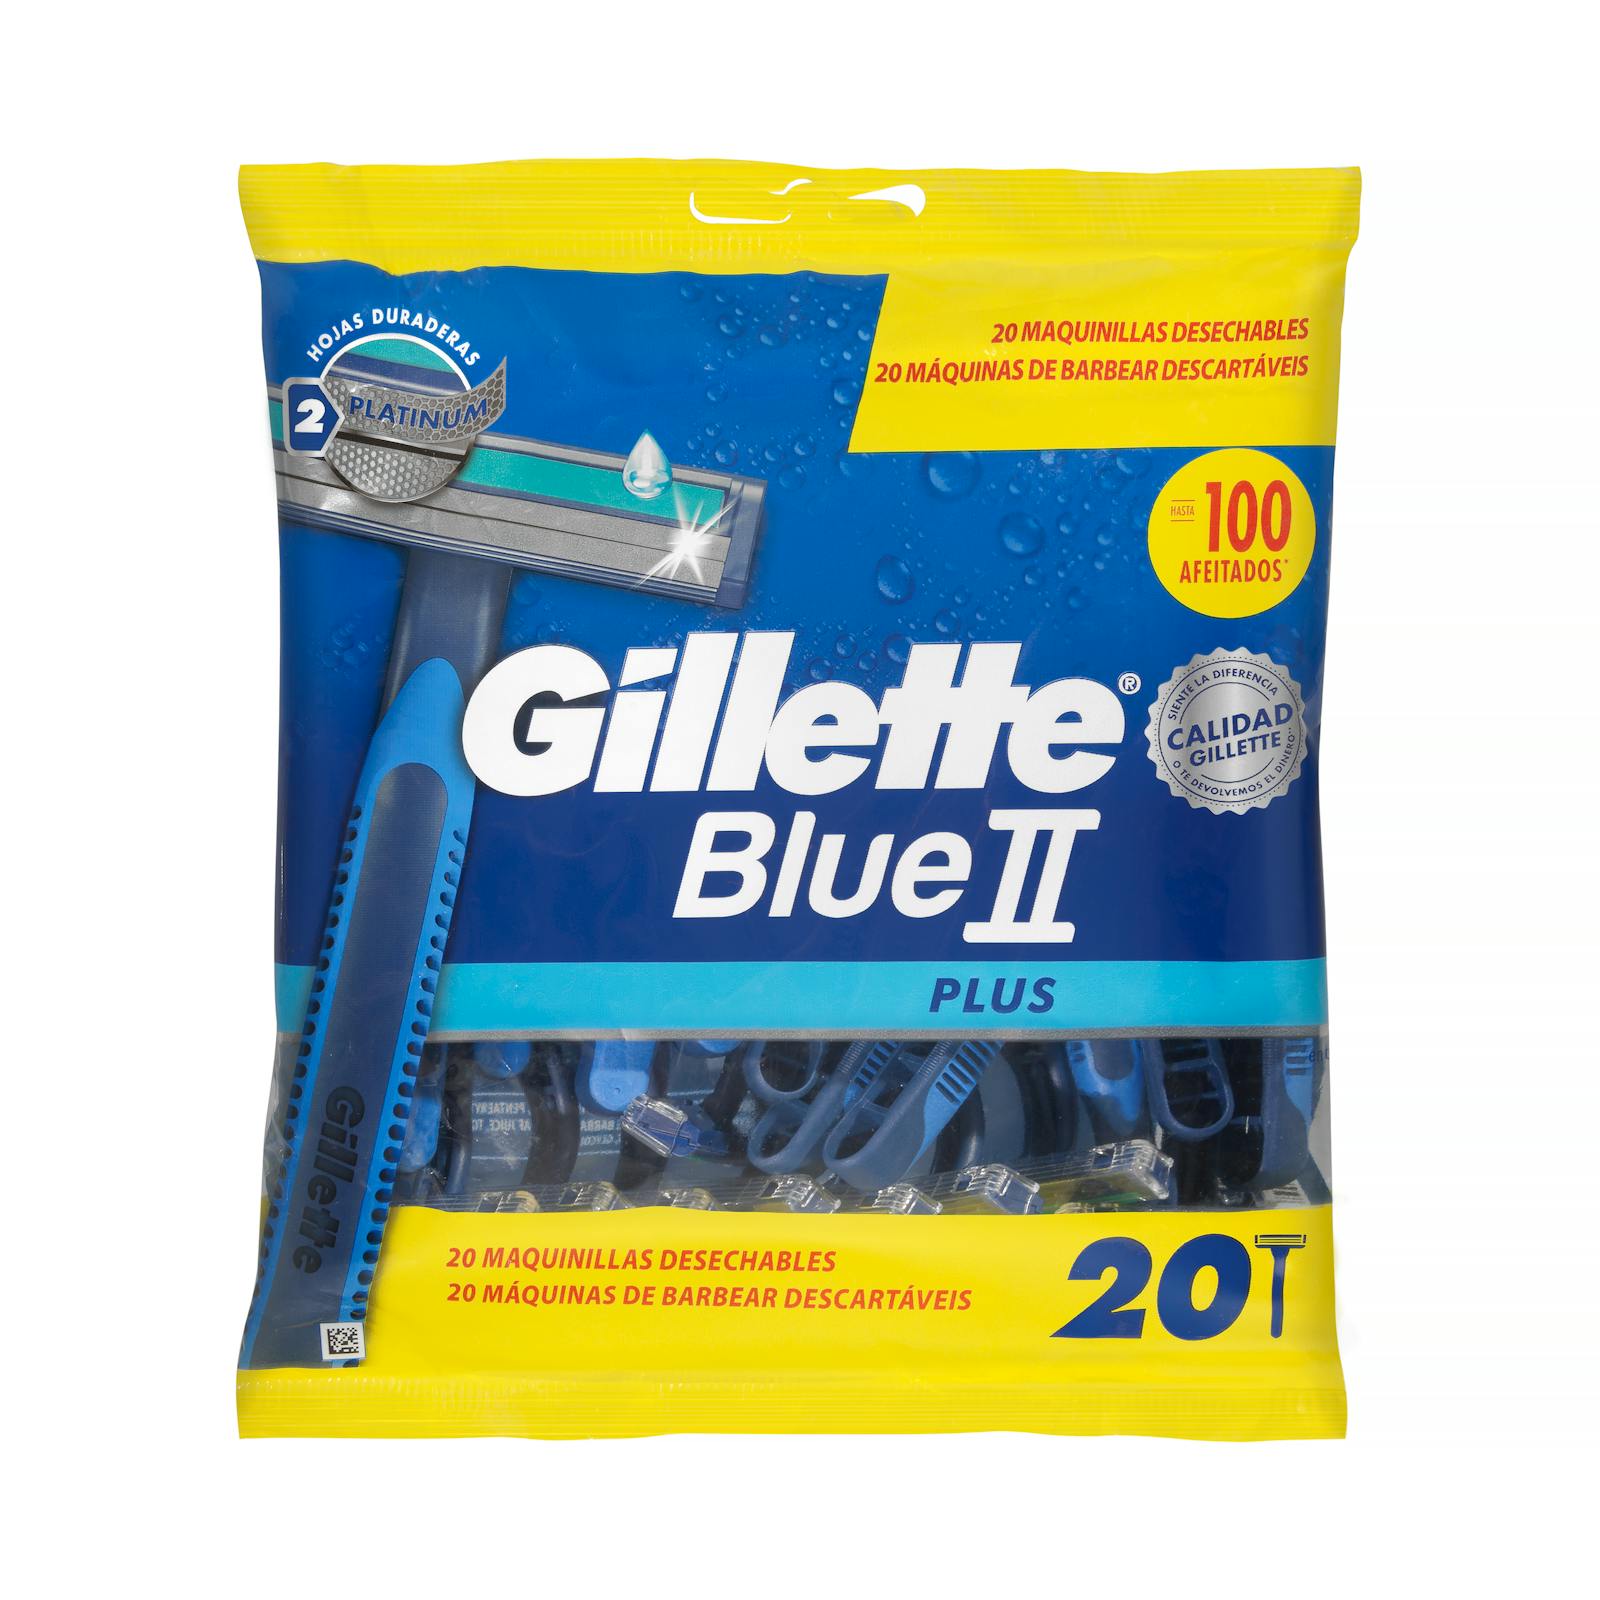 20 MAQUINILLAS DESECHABLES
20 MÁQUINAS DE BARBEAR DESCARTÁVEIS
HOJAS DURADERAS
2 PLATINUM
HASTA 100
AFEITADOS*
Gillette®
SIENTE LA DIFERENCIA
CALIDAD
GILLETTE
O TE DEVOLVEMOS EL DINERO**
Blue II
PLUS
Gillette
20 MAQUINILLAS DESECHABLES
20 MÁQUINAS DE BARBEAR DESCARTÁVEIS
20